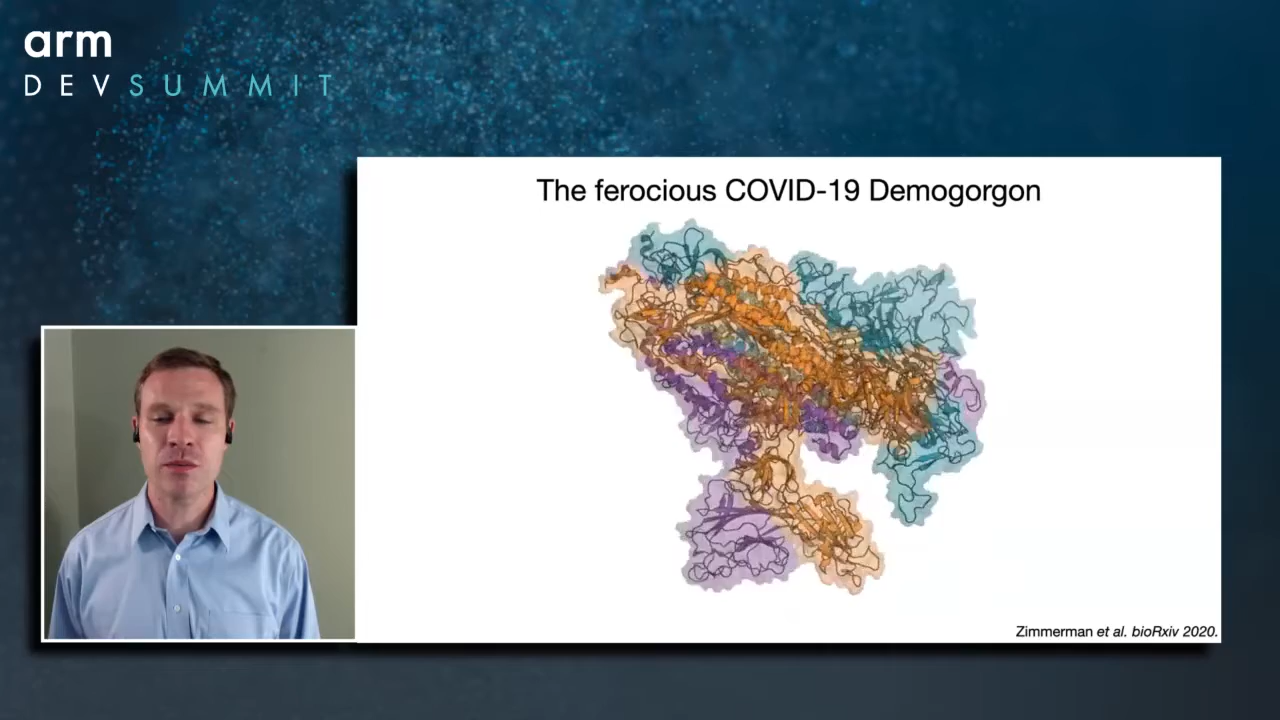 arm
DEVSUMMIT
The ferocious COVID-19 Demogorgon
Zimmerman et al. bioRxiv 2020.